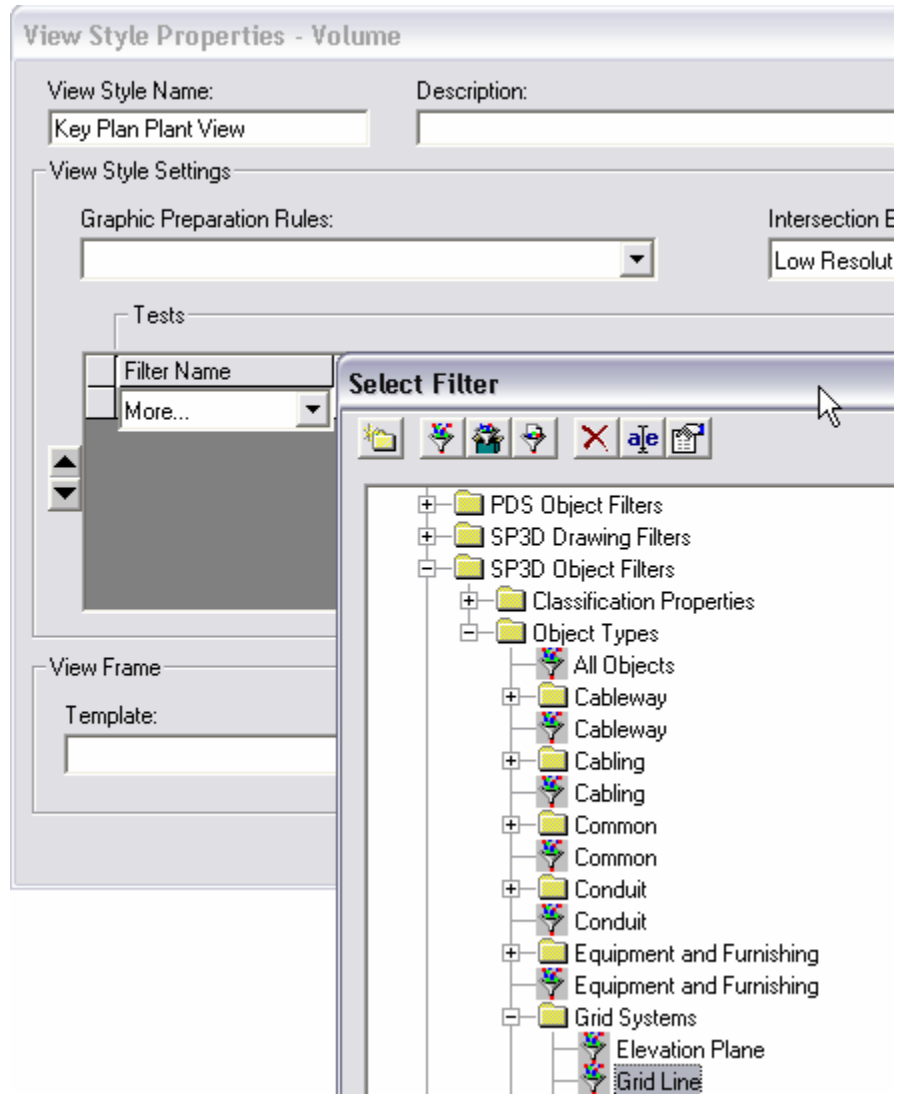 View Style Properties - Volume
View Style Name:
Description:
Key Plan Plant View
View Style Settings
Graphic Preparation Rules:
Intersection E
Low Resolut
Tests
Filter Name
More...
Select Filter
a e
PDS Object Filters
SP3D Drawing Filters
SP3D Object Filters
Classification Properties
Object Types
All Objects
Cableway
Cableway
Cabling
Cabling
Common
Common
Conduit
Conduit
Equipment and Furnishing
Equipment and Furnishing
Grid Systems
Elevation Plane
Grid Line
View Frame
Template: